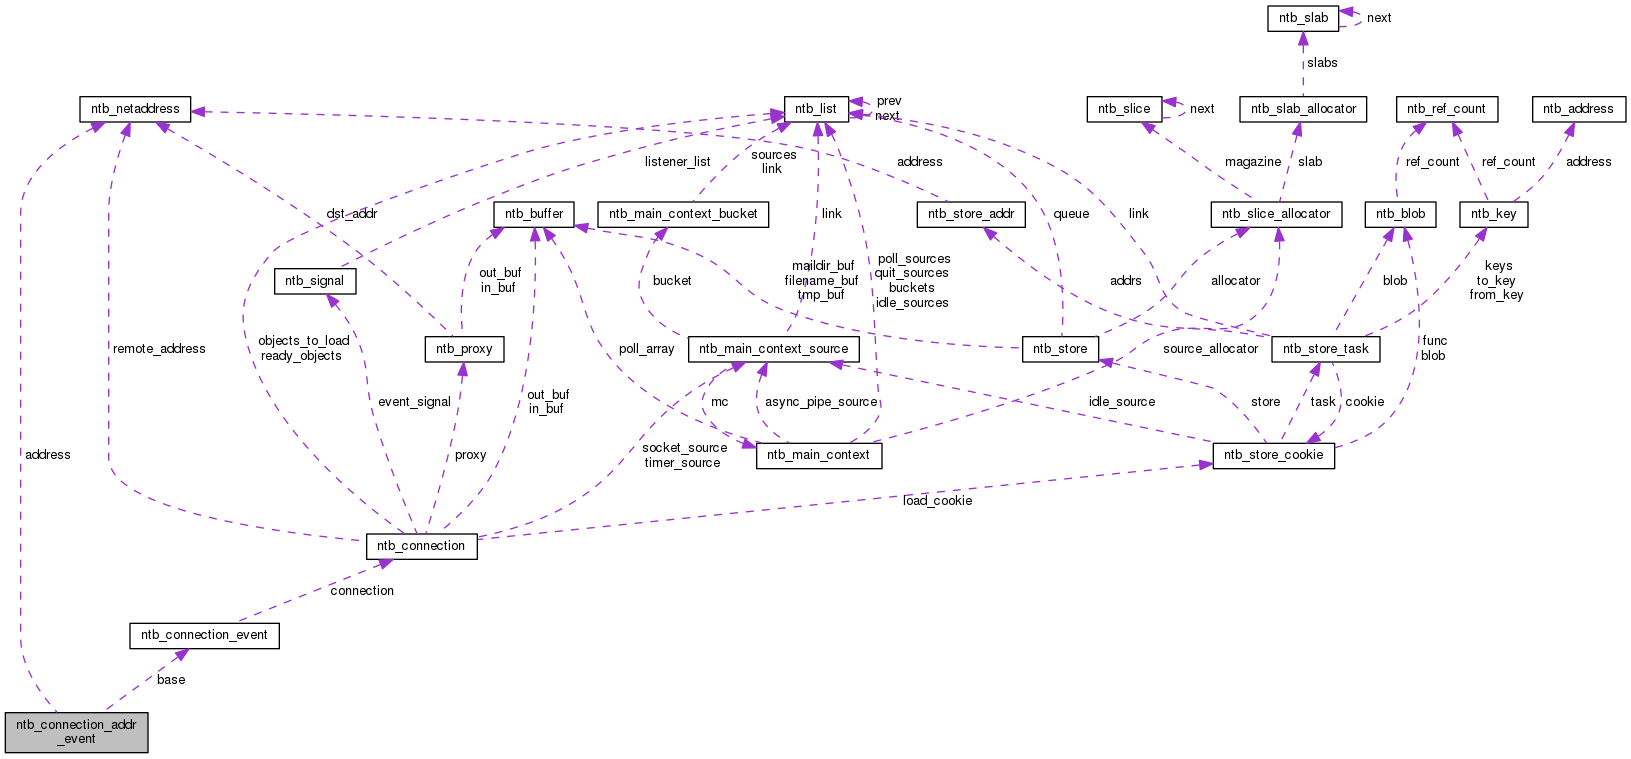 ntb_slab
next
slabs
ntb_netaddress
ntb_list
prev
next
ntb_slice
next
ntb_slab_allocator
ntb_ref_count
ntb_address
listener_list
sources
link
address
magazine
slab
ref_count
ref_count
address
dst_addr
ntb_buffer
ntb_main_context_bucket
link
ntb_store_addr
queue
link
ntb_slice_allocator
ntb_blob
ntb_key
ntb_signal
out_buf
in_buf
bucket
maildir_buf
filename_buf
tmp_buf
poll_sources
quit_sources
buckets
idle_sources
addrs
allocator
blob
keys
to_key
from_key
remote_address
objects_to_load
ready_objects
ntb_proxy
poll_array
ntb_main_context_source
ntb_store
source_allocator
ntb_store_task
func
blob
event_signal
out_buf
in_buf
mc
async_pipe_source
idle_source
store
task
cookie
address
proxy
socket_source
timer_source
ntb_main_context
ntb_store_cookie
load_cookie
ntb_connection
connection
ntb_connection_event
base
ntb_connection_addr
_event